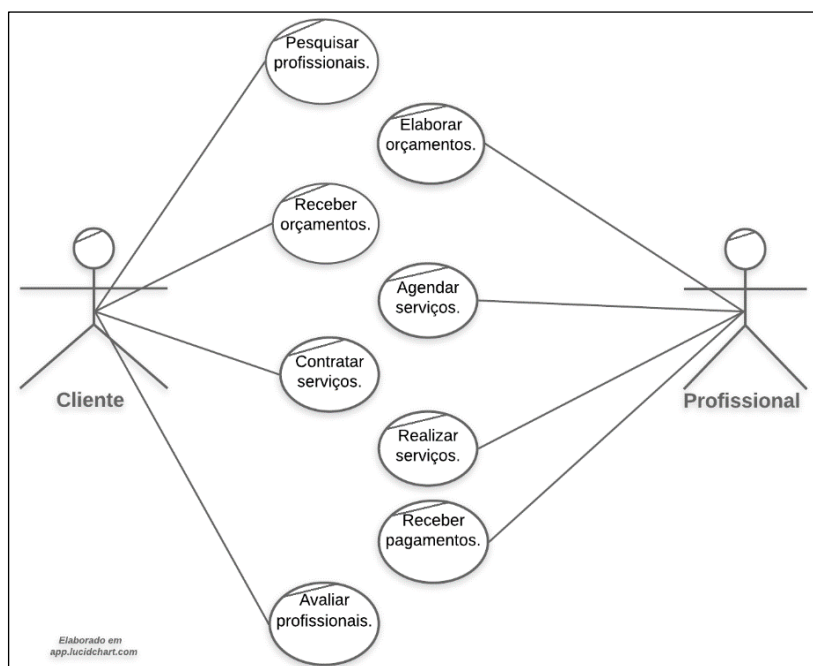 Pesquisar
profissionais.
Elaborar
orçamentos.
Receber
orçamentos.
Agendar
serviços.
Contratar
serviços.
Cliente
Profissional
Realizar
serviços.
Receber
pagamentos.
Avaliar
profissionais.
Elaborado em
app.lucidchart.com